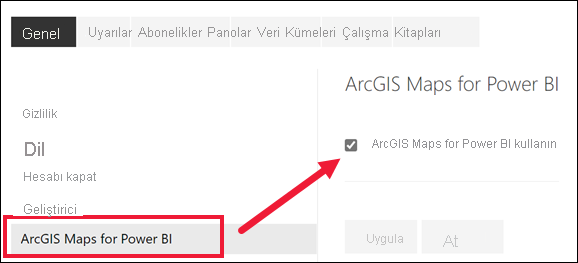 Genel Uyarılar Abonelikler Panolar Veri Kümeleri Çalışma Kitapları
ArcGIS Maps for Power BI
Gizlilik
Dil
Hesabı kapat
Geliştirici
ArcGIS Maps for Power BI
ArcGIS Maps for Power BI kullanın
Uygula At